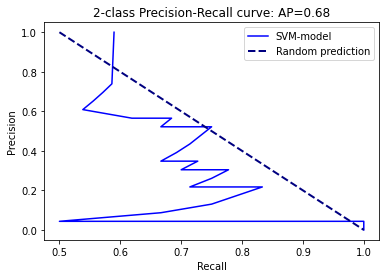 2-class Precision-Recall curve: AP=0.68
SVM-model
Random prediction
Precision
1.0
0.8
0.6
0.4
0.2
0.0
0.5 0.6 0.7 0.8 0.9 1.0
Recall